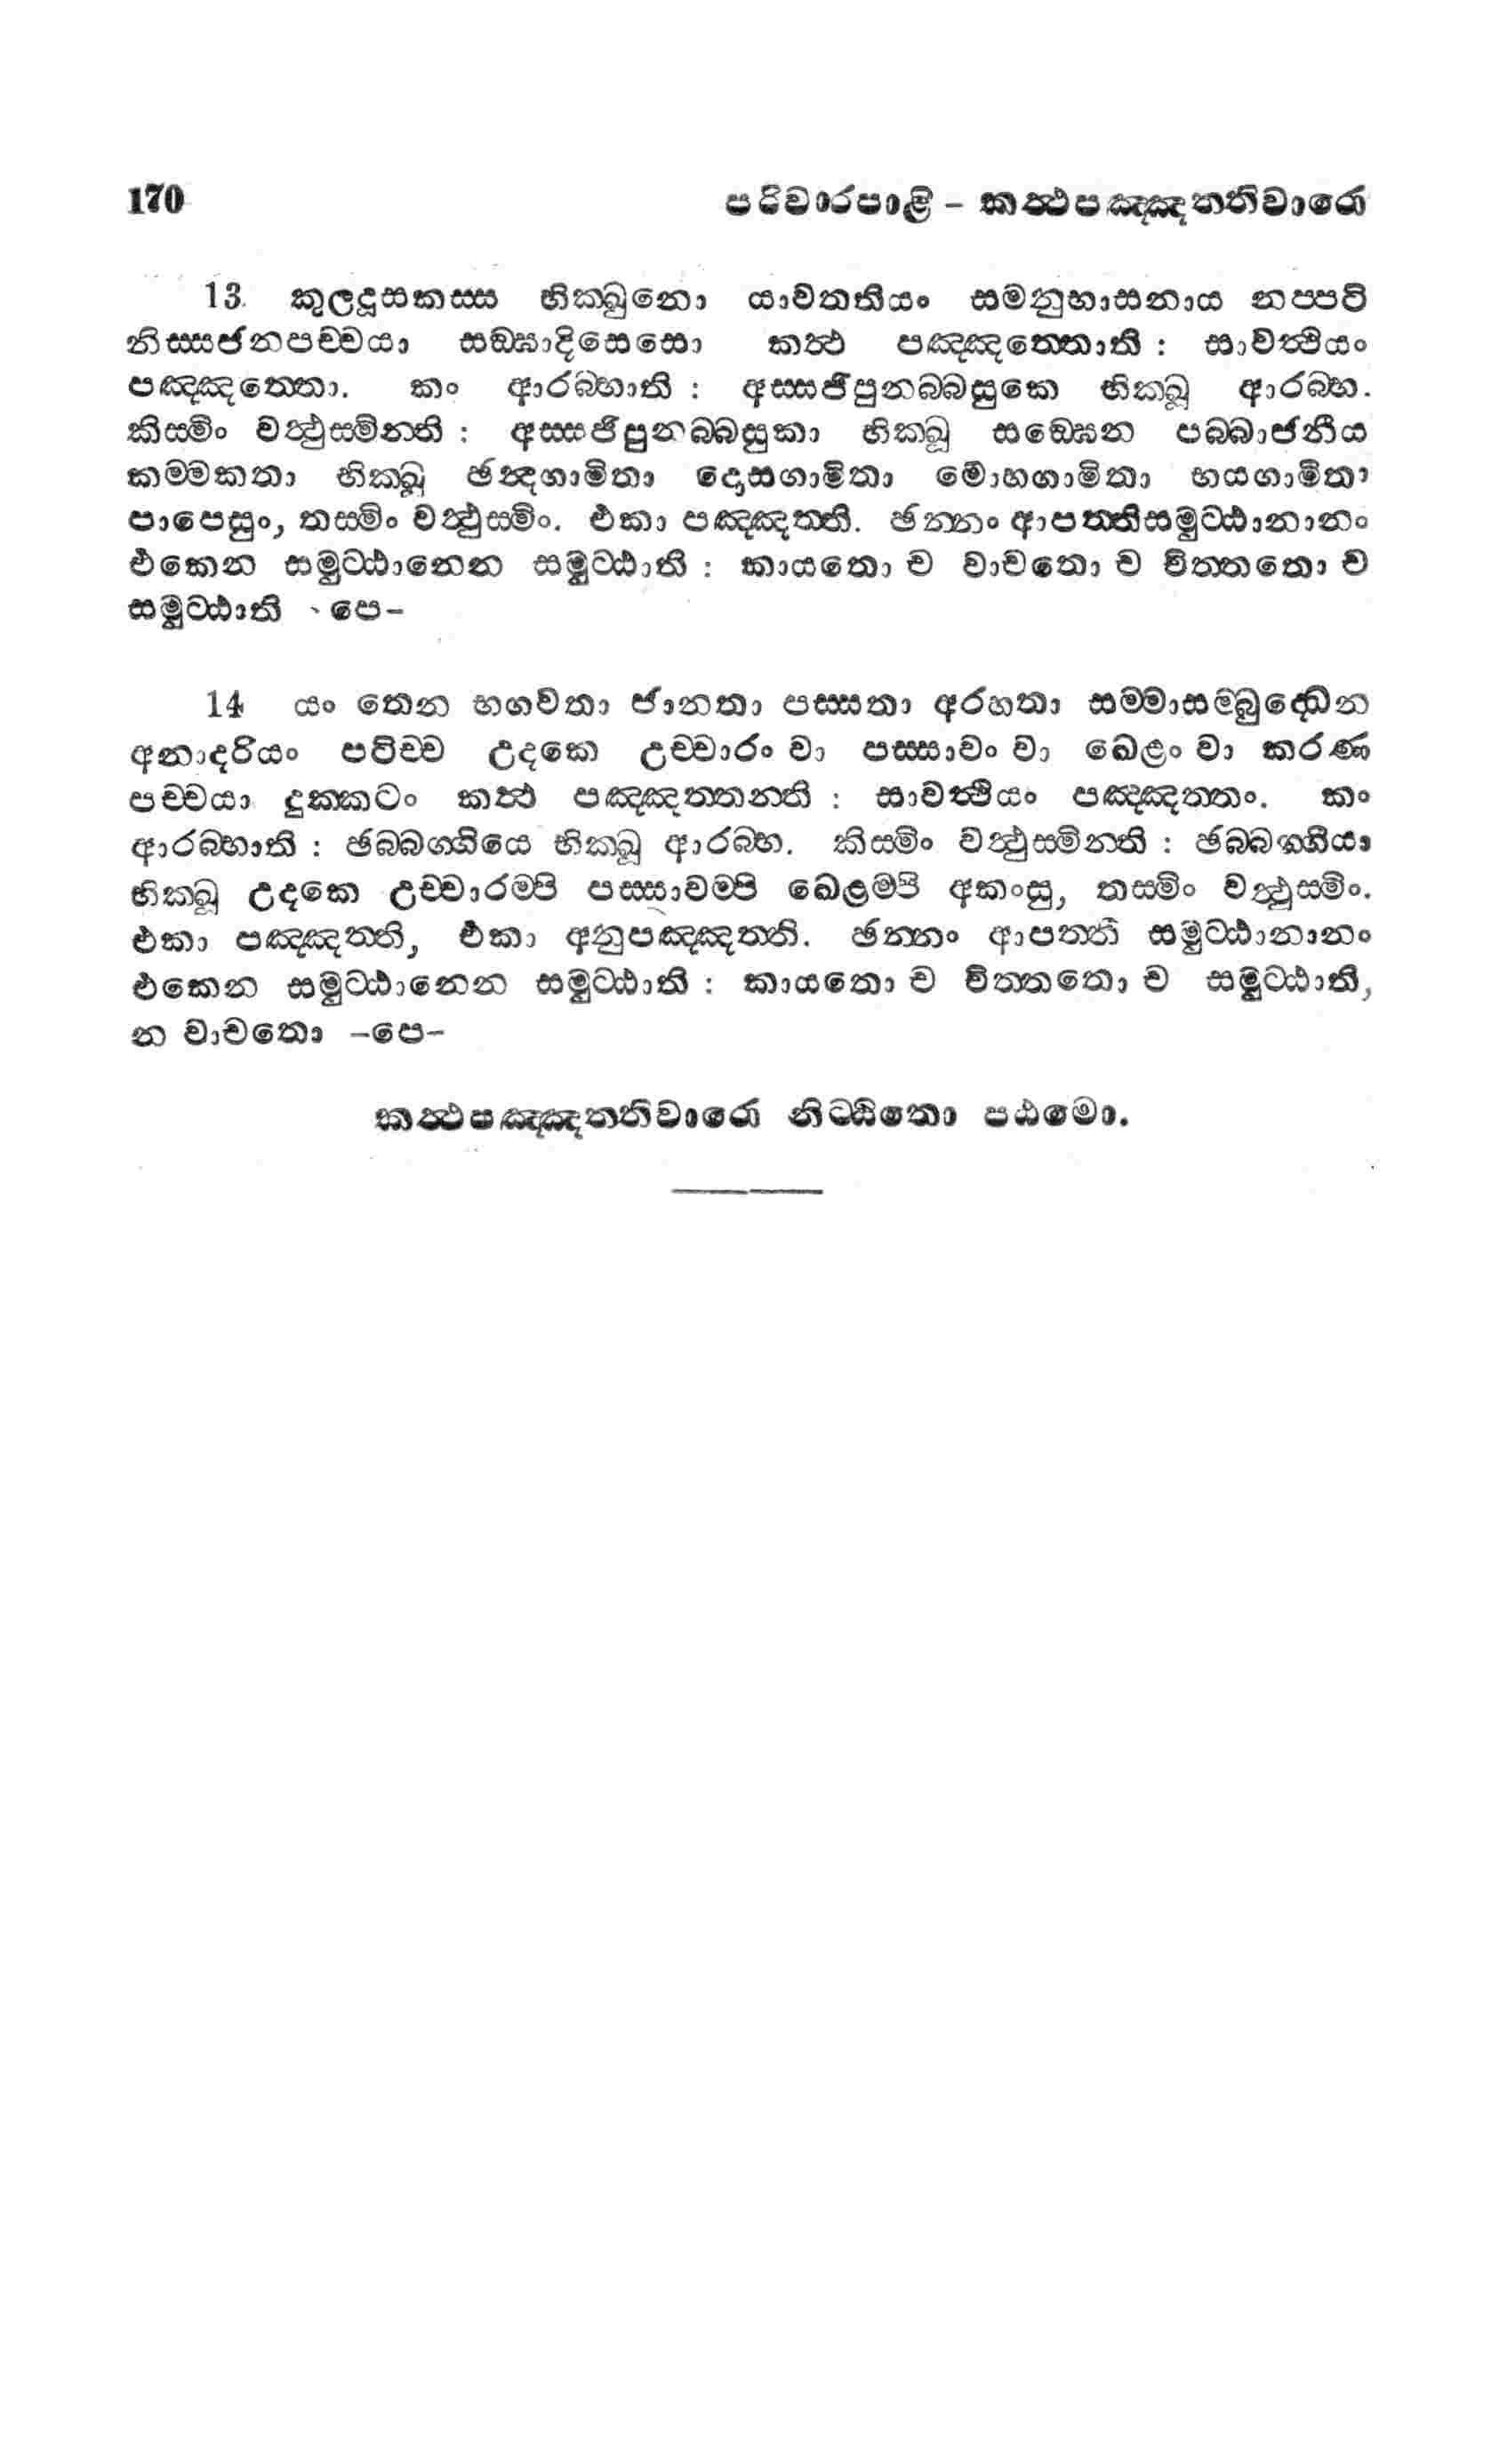 170 පරිවාරපාළි – කත්ථපඤ්ඤත්තිවාරො
13. කුලදූසකස්ස භික්ඛුනො යාවතතියං සමනුභාසනාය නප්පටි
නිස්සජනපච්චයා සඞ්ඝාදිසෙසො කත්ථ පඤ්ඤත්තොති : සාවත්ථියං
පඤ්ඤත්තො. කං ආරබ්භාති : අස්සජිපුනබ්බසුකෙ භික්ඛූ ආරබ්භ.
කිස්මිං වත්ථුස්මින්ති : අස්සජිපුනබ්බසුකා භික්ඛූ සඞ්ඝෙන පබ්බාජනීය
කම්මකතා භික්ඛූ ඡන්දගාමිතා දොසගාමිතා මොහගාමිතා භයගාමිතා
පාපෙසුං, තස්මිං වත්ථුස්මිං. එකා පඤ්ඤත්ති. ඡන්නං ආපත්තිසමුට්ඨානානං
එකෙන සමුට්ඨානෙන සමුට්ඨාති : කායතො ච වාචතො ච චිත්තතො ච
සමුට්ඨාති -පෙ-
14 යං තෙන භගවතා ජානතා පස්සතා අරහතා සම්මාසම්බුද්ධෙන
අනාදරියං පටිච්ච උදකෙ උච්චාරං වා පස්සාවං වා ඛෙළං වා කරණ
පච්චයා දුක්කටං කත්ථ පඤ්ඤත්තන්ති : සාවත්ථියං පඤ්ඤත්තං. කං
ආරබ්භාති : ඡබ්බග්ගියෙ භික්ඛූ ආරබ්භ. කිස්මිං වත්ථුස්මින්ති : ඡබ්බග්ගියා
භික්ඛූ උදකෙ උච්චාරම්පි පස්සාවම්පි ඛෙළම්පි අකංසු, තස්මිං වත්ථුස්මිං.
එකා පඤ්ඤත්ති, එකා අනුපඤ්ඤත්ති. ඡන්නං ආපත්ති සමුට්ඨානානං
එකෙන සමුට්ඨානෙන සමුට්ඨාති : කායතො ච චිත්තතො ච සමුට්ඨාති,
න වාචතො –පෙ–
කත්ථපඤ්ඤත්තිවාරො නිට්ඨිතො පඨමො.